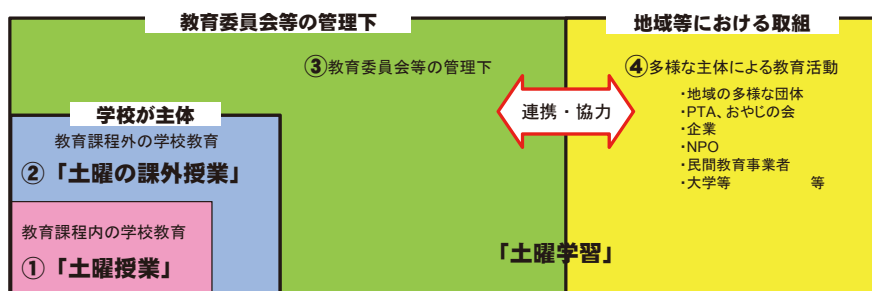 教育委員会等の管理下
地域等における取組
③教育委員会等の管理下
④多様な主体による教育活動
・地域の多様な団体
・PTA、おやじの会
・企業
・NPO
・民間教育事業者
・大学等 等
連携・協力
学校が主体
教育課程外の学校教育
②「土曜の課外授業」
教育課程内の学校教育
①「土曜授業」
「土曜学習」